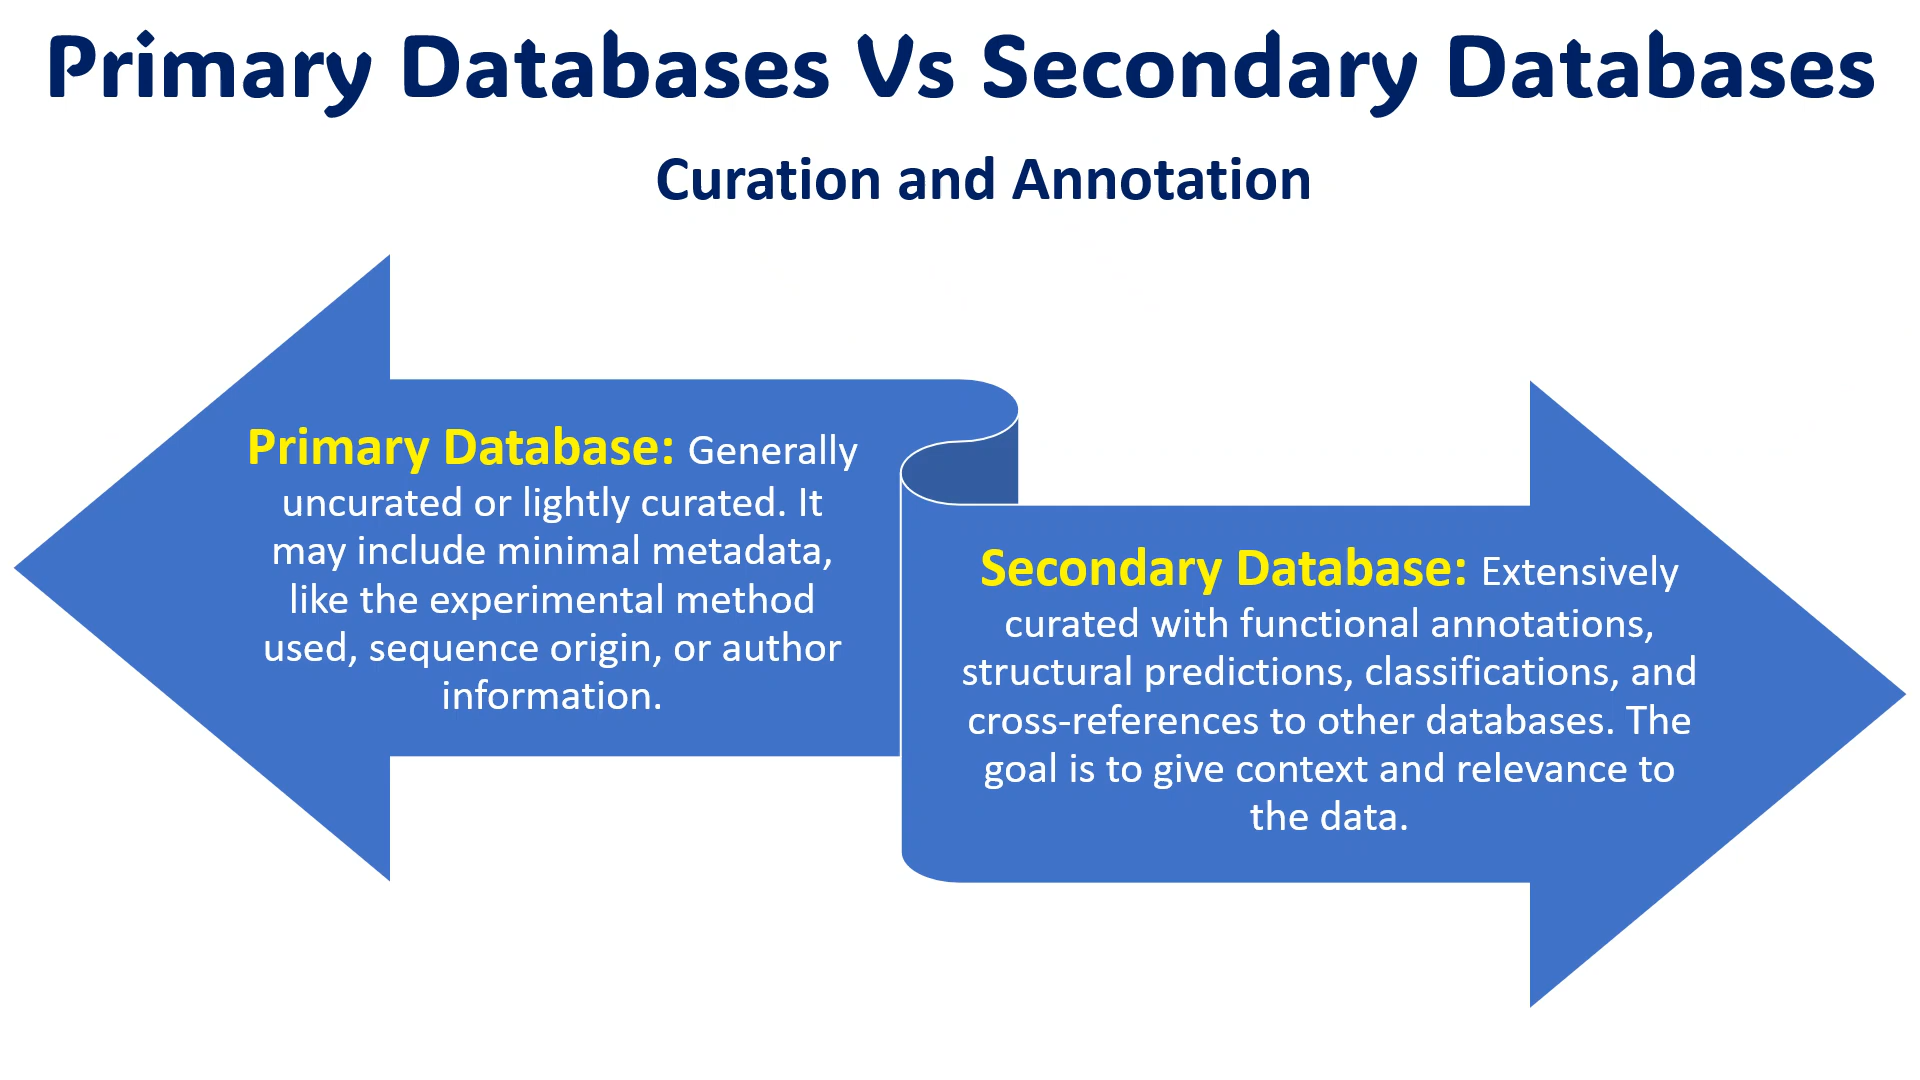 Primary Databases Vs Secondary Databases
Curation and Annotation
Primary Database: Generally
uncurated or lightly curated. It
may include minimal metadata,
like the experimental method
used, sequence origin, or author
information.
Secondary Database: Extensively
curated with functional annotations,
structural predictions, classifications, and
cross-references to other databases. The
goal is to give context and relevance to
the data.